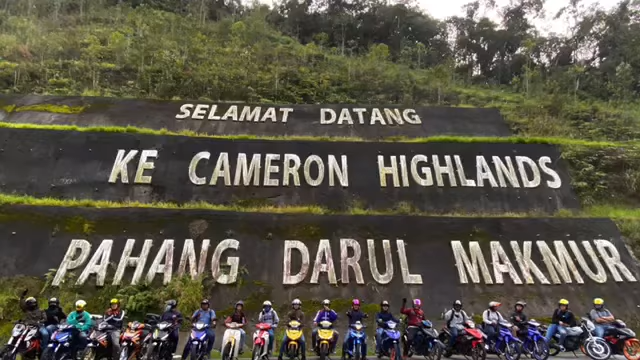 SELAMAT DATANG
KE CAMERON HIGHLANDS
PAHANG DARUL MAKMUR